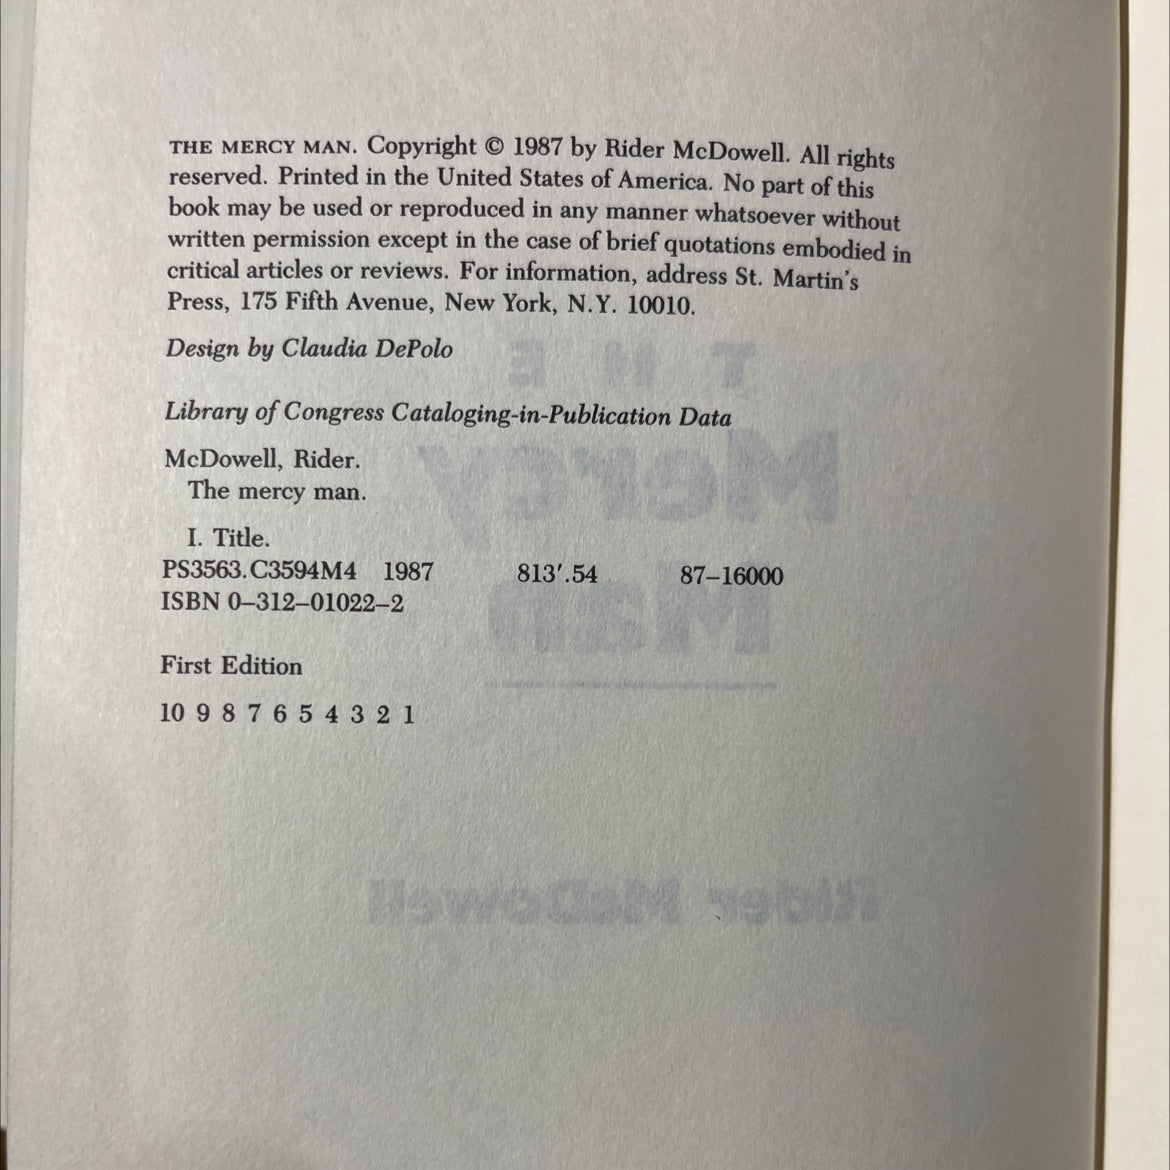 THE MERCY MAN. Copyright © 1987 by Rider McDowell. All rights
reserved. Printed in the United States of America. No part of this
book may be used or reproduced in any manner whatsoever without
written permission except in the case of brief quotations embodied in
critical articles or reviews. For information, address St. Martin's
Press, 175 Fifth Avenue, New York, N.Y. 10010.
Design by Claudia DePolo
Library of Congress Cataloging-in-Publication Data
McDowell, Rider.
The mercy man.
I. Title.
PS3563.C3594M4 1987 813′.54 87–16000
ISBN 0–312–01022–2
First Edition
10 9 8 7 6 5 4 3 2 1
THE
Mercy
Man
Rider McDowell